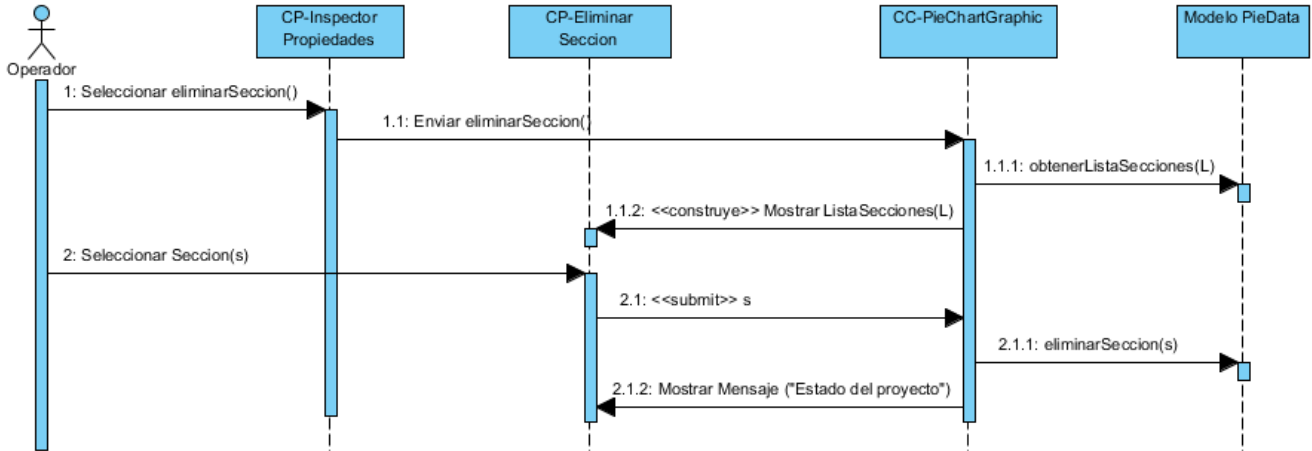 CP-Inspector
Propiedades
CP-Eliminar
Seccion
CC-PieChartGraphic
Modelo PieData
Operador
1: Seleccionar eliminarSeccion()
1.1: Enviar eliminarSeccion()
1.1.1: obtenerListaSecciones(L)
1.1.2: <<construye>> Mostrar ListaSecciones(L)
2: Seleccionar Seccion(s)
2.1: <<submit>> s
2.1.1: eliminarSeccion(s)
2.1.2: Mostrar Mensaje ("Estado del proyecto")